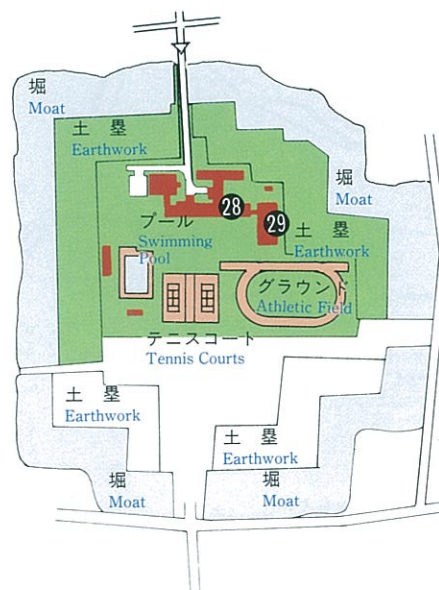 堀
Moat
土塁
Earthwork
堀
Moat
28
29
プール
Swimming
Pool
土塁
Earthwork
グラウンド
Athletic Field
テニスコート
Tennis Courts
土塁
Earthwork
土塁
Earthwork
堀
Moat
堀
Moat